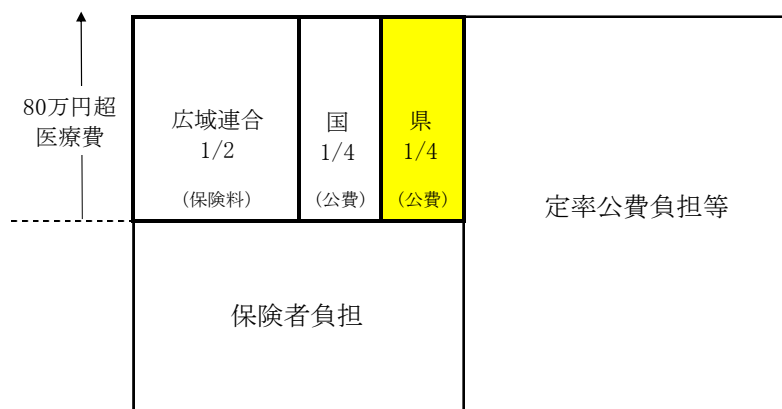 80万円超
医療費
広域連合
1/2
(保険料)
国
1/4
(公費)
県
1/4
(公費)
定率公費負担等
保険者負担